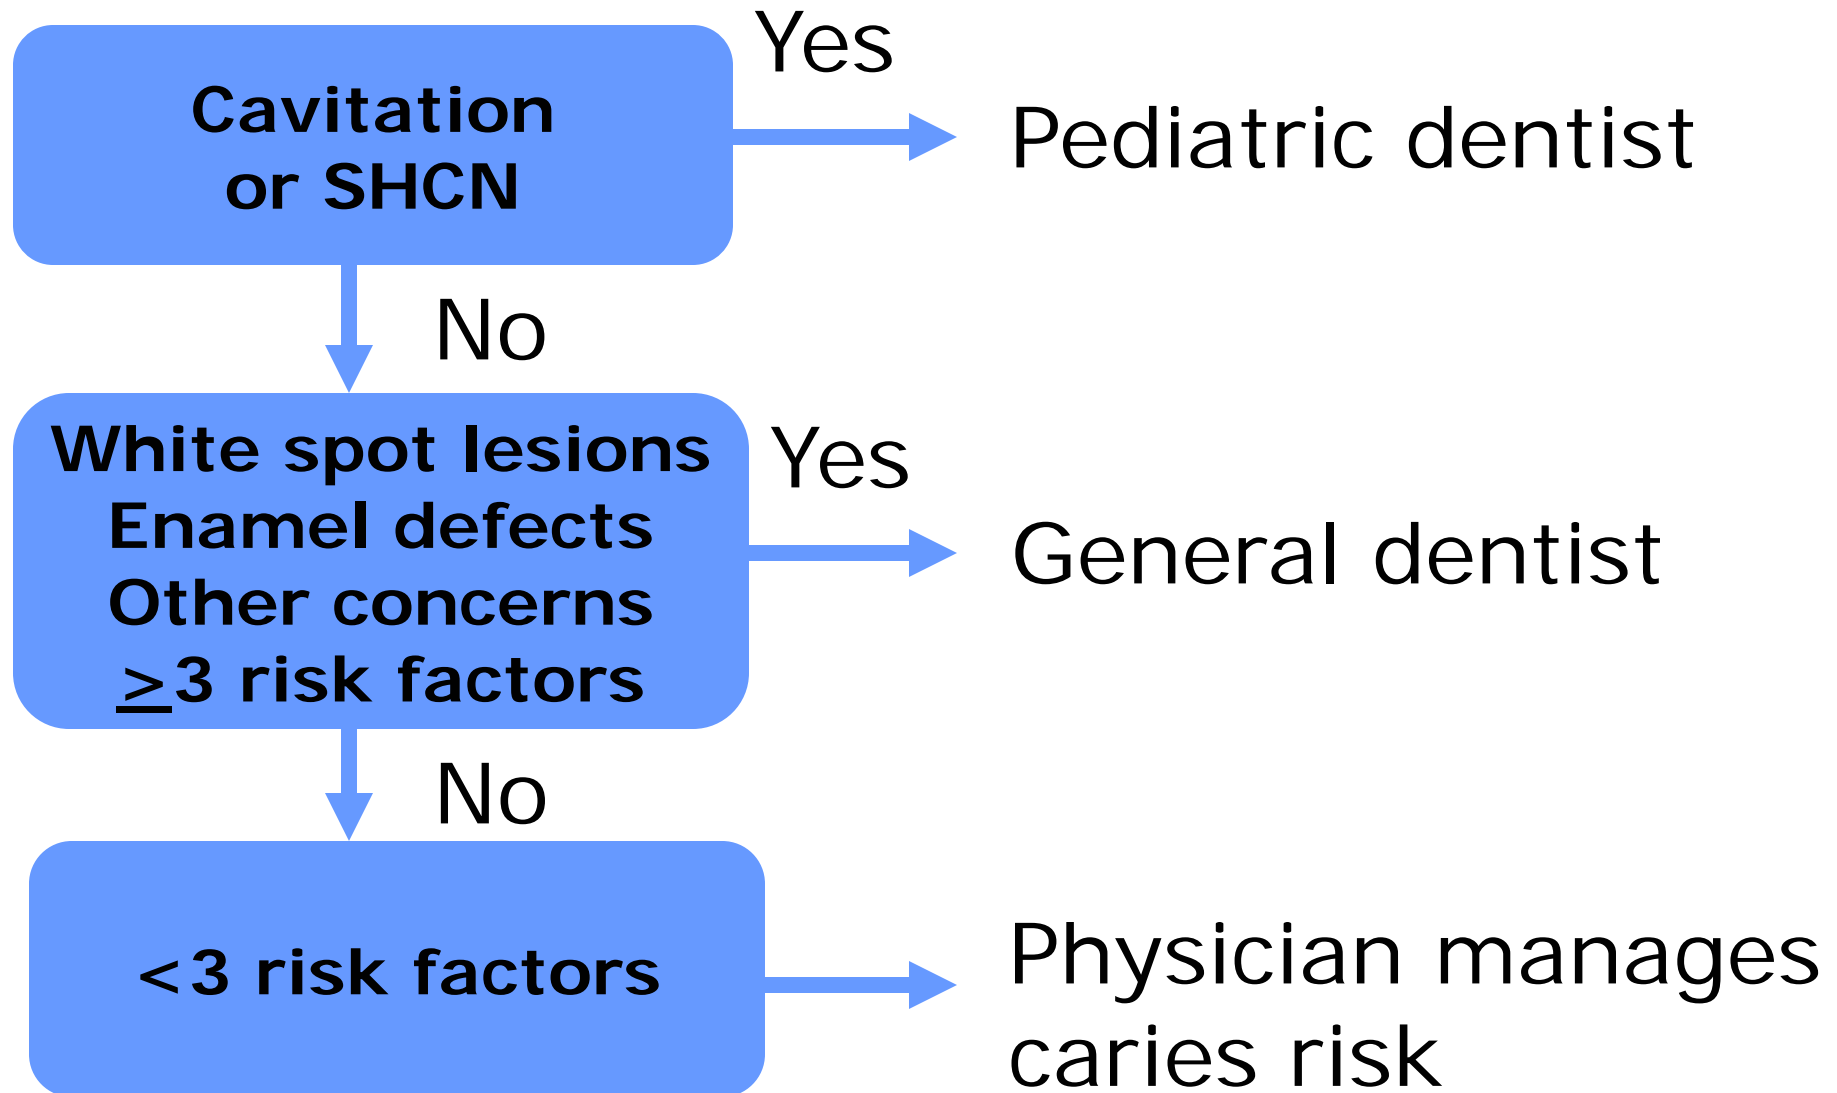 Cavitation
or SHCN
Yes
Pediatric dentist
No
White spot lesions
Enamel defects
Other concerns
≥3 risk factors
Yes
General dentist
No
<3 risk factors
Physician manages
caries risk